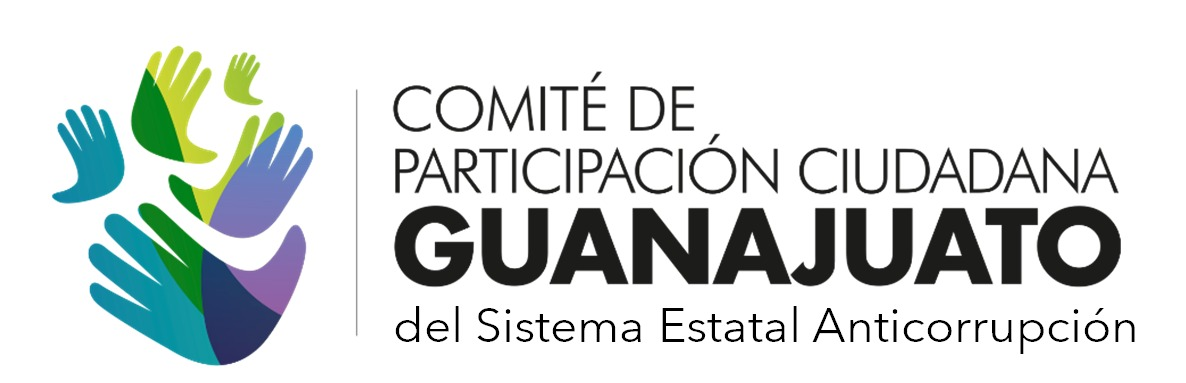 COMITÉ DE
PARTICIPACIÓN CIUDADANA
GUANAJUATO
del Sistema Estatal Anticorrupción